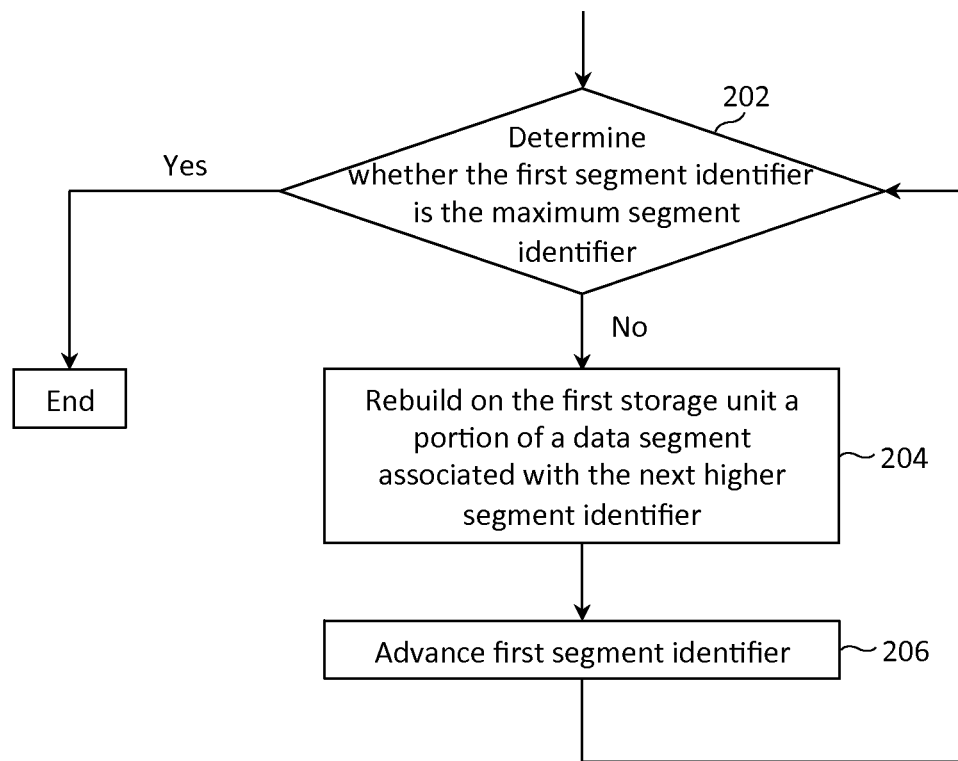 202
Determine
whether the first segment identifier
is the maximum segment
identifier
Yes
No
End
Rebuild on the first storage unit a
portion of a data segment
associated with the next higher
segment identifier
204
Advance first segment identifier
206